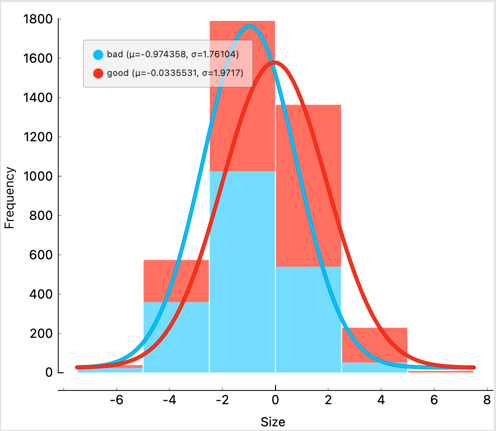 1800
1600
1400
1200
1000
800
600
400
200
0
Frequency
bad (μ=-0.974358, σ=1.76104)
good (μ=-0.0335531, σ=1.9717)
-6 -4 -2 0 2 4 6 8
Size